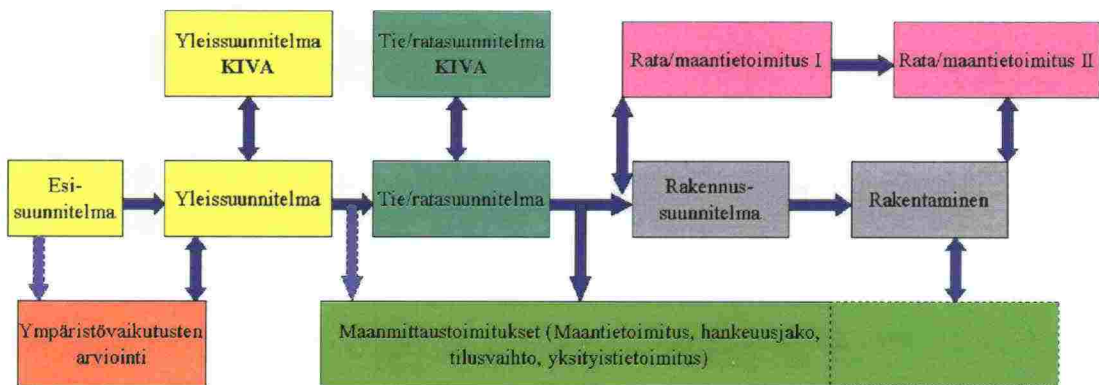 Yleissuunnitelma
KIVA
Tie/ratasuunnitelma
KIVA
Rata/maantietoimitus I
Rata/maantietoimitus II
Esi-
suunnitelma
Yleissuunnitelma
Tie/ratasuunnitelma
Rakennus-
suunnitelma
Rakentaminen
Ympäristövaikutusten
arviointi
Maanmittaustoimitukset (Maantietoimitus, hankeuusjako,
tilusvaihto, yksityistietoimitus)